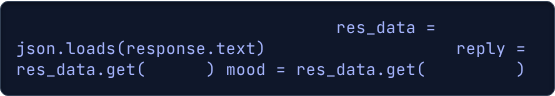 res_data =
json.loads(response.text) reply =
res_data.get( ) mood = res_data.get( )